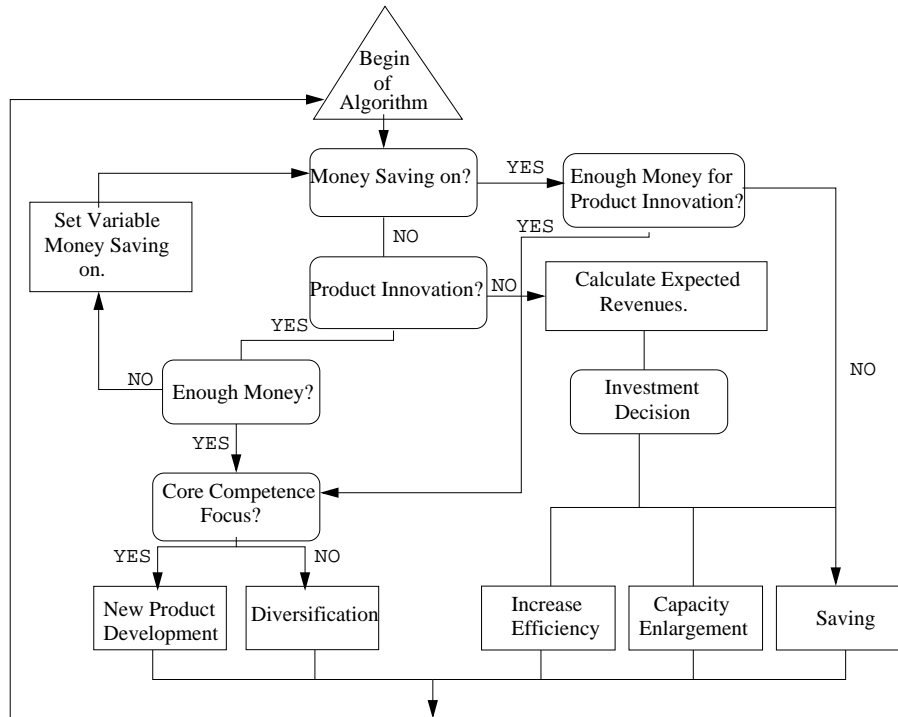 Begin
of
Algorithm
Money Saving on?
YES
Enough Money for
Product Innovation?
Set Variable
Money Saving
on.
NO
YES
Product Innovation?
NO
Calculate Expected
Revenues.
YES
NO
Enough Money?
Investment
Decision
NO
YES
Core Competence
Focus?
YES
NO
New Product
Development
Diversification
Increase
Efficiency
Capacity
Enlargement
Saving